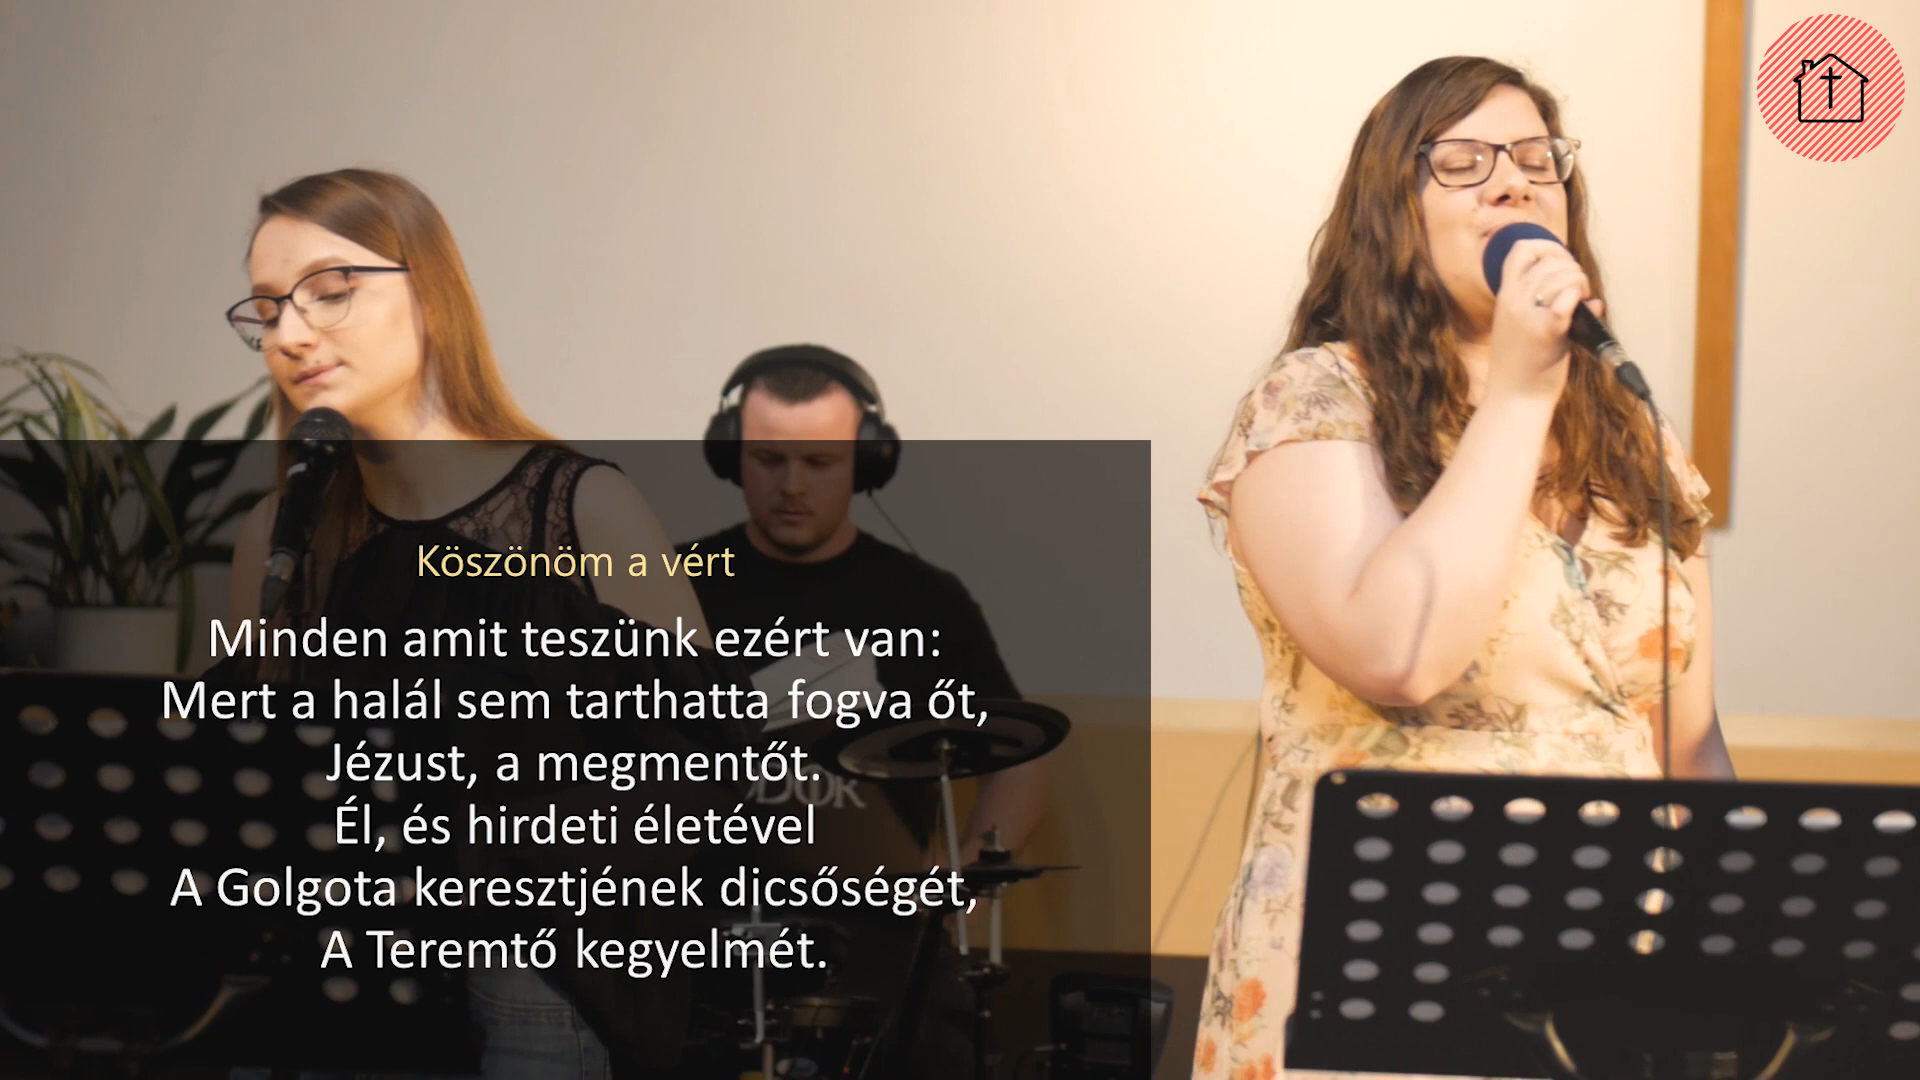 Köszönöm a vért
Minden amit teszünk ezért van:
Mert a halál sem tarthatta fogva őt,
Jézust, a megmentőt.
Él, és hirdeti életével
A Golgota keresztjének dicsőségét,
A Teremtő kegyelmét.